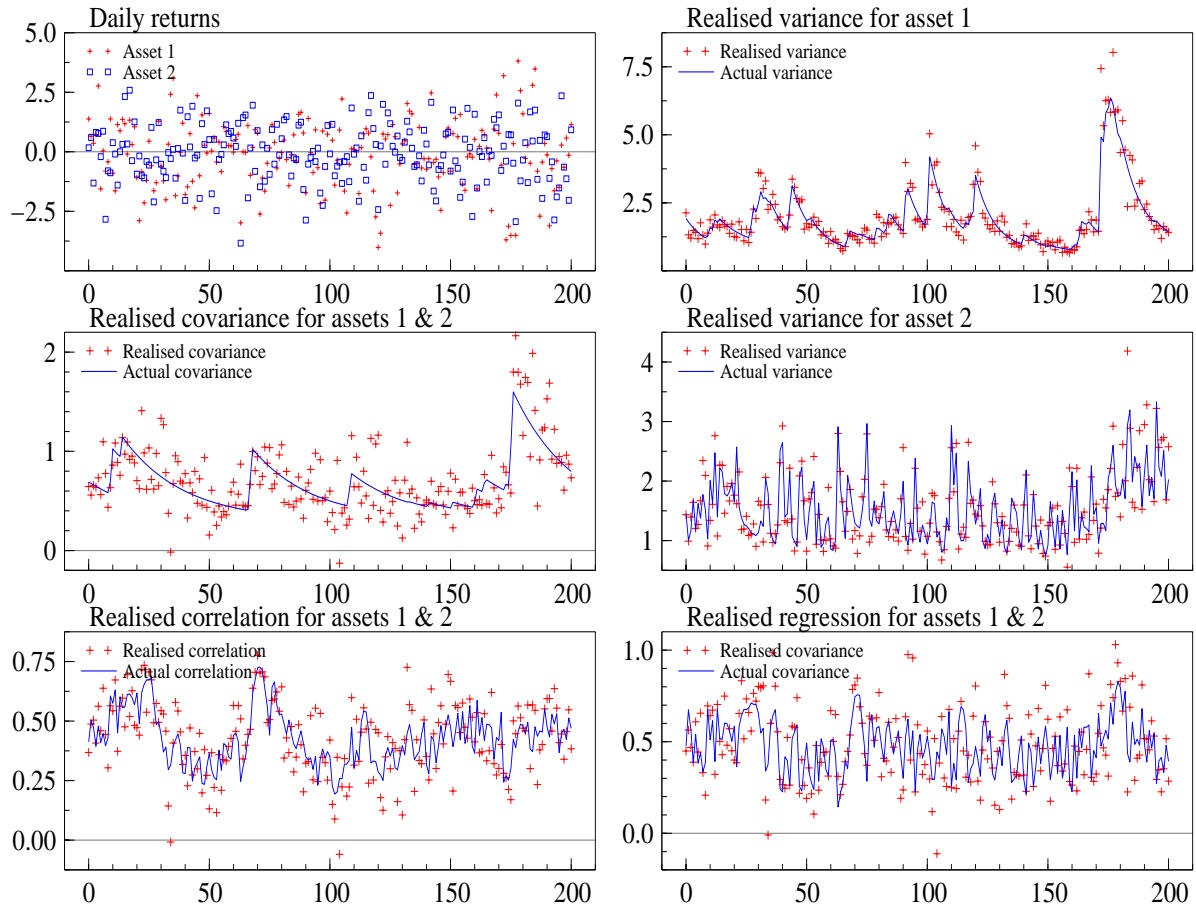 Daily returns
5.0
2.5
0.0
−2.5
Asset 1
Asset 2
0 50 100 150 200
Realised variance for asset 1
7.5
5.0
2.5
Realised variance
Actual variance
0 50 100 150 200
Realised covariance for assets 1 & 2
2
1
0
Realised covariance
Actual covariance
0 50 100 150 200
Realised variance for asset 2
4
3
2
1
Realised variance
Actual variance
0 50 100 150 200
Realised correlation for assets 1 & 2
0.75
0.50
0.25
0.00
Realised correlation
Actual correlation
0 50 100 150 200
Realised regression for assets 1 & 2
1.0
0.5
0.0
Realised covariance
Actual covariance
0 50 100 150 200